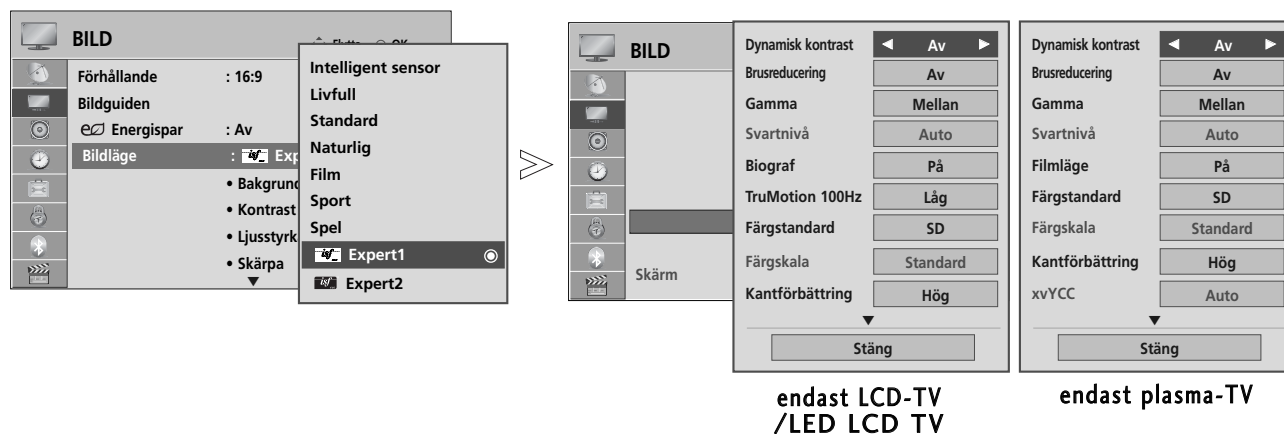 BILD
OK
Förhållande : 16:9
Bildguiden
Energispar : Av
Bildläge :
• Kontrast
• Skärpa
Intelligent sensor
Livfull
Standard
Naturlig
Film
Sport
Spel
Expert1
Expert2
BILD
Skärm
Dynamisk kontrast ◄ Av ►
Brusreducering Av
Gamma Mellan
Svartnivå Auto
Biograf På
TruMotion 100Hz Låg
Färgstandard SD
Färgskala Standard
Kantförbättring Hög
Stäng
endast LCD-TV
/LED LCD TV
Dynamisk kontrast ◄ Av ►
Brusreducering Av
Gamma Mellan
Svartnivå Auto
Filmläge På
Färgstandard SD
Färgskala Standard
Kantförbättring Hög
xvYCC Auto
Stäng
endast plasma-TV